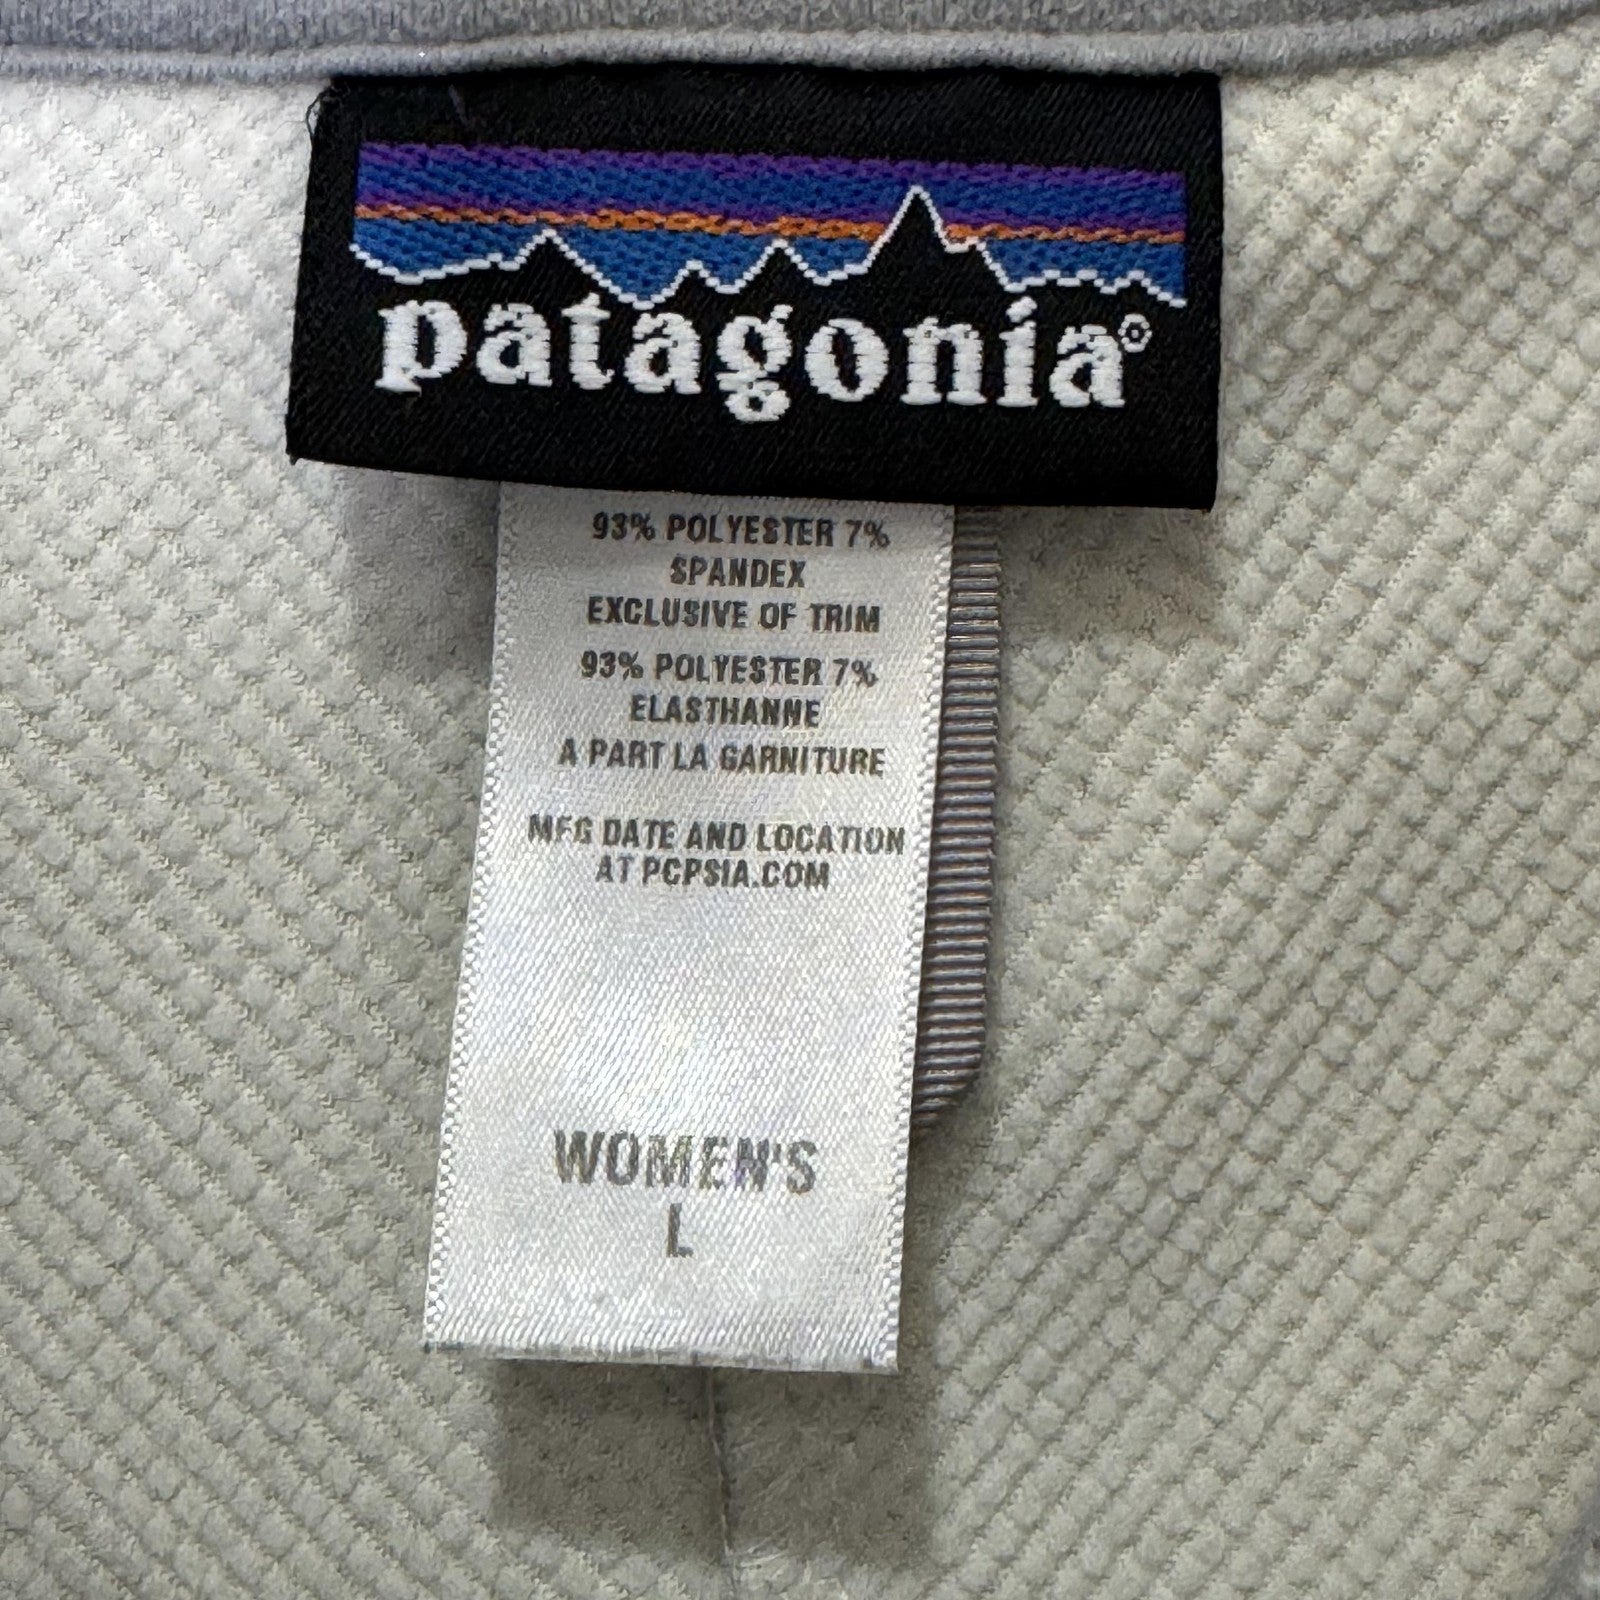 patagonia®
93% POLYESTER 7%
SPANDEX
EXCLUSIVE OF TRIM
93% POLYESTER 7%
ELASTHANNE
A PART LA GARNITURE
MFG DATE AND LOCATION
AT PCPSIA.COM
WOMEN'S
L